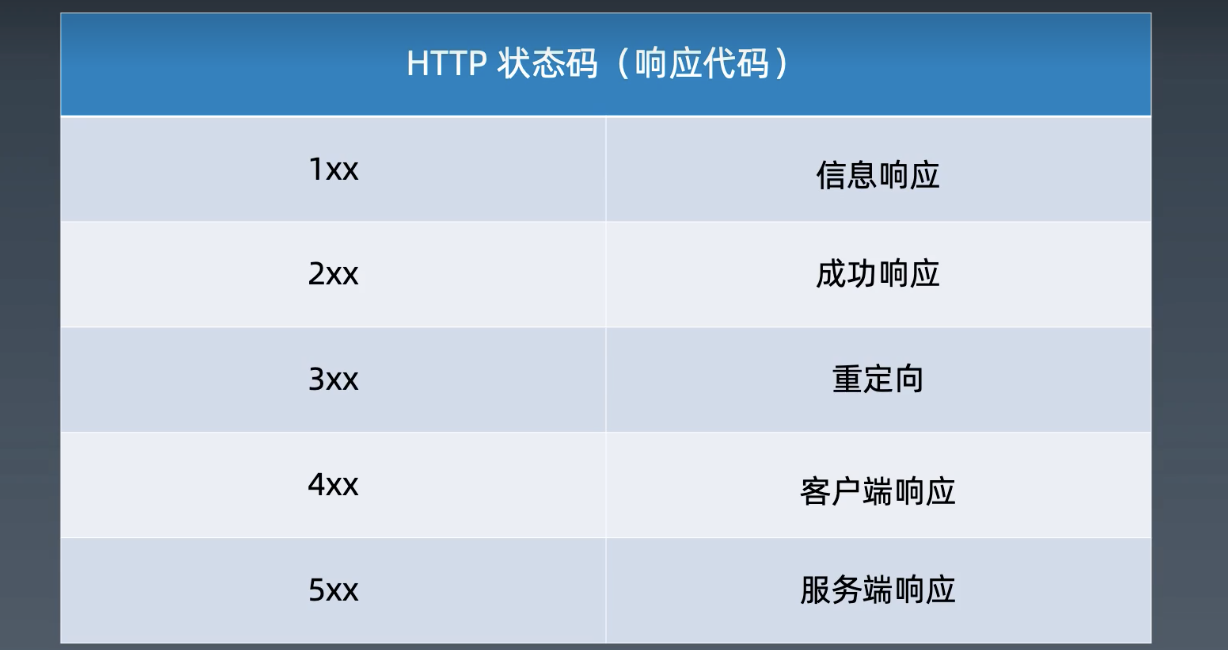 HTTP 状态码（响应代码）
1xx 信息响应
2xx 成功响应
3xx 重定向
4xx 客户端响应
5xx 服务端响应